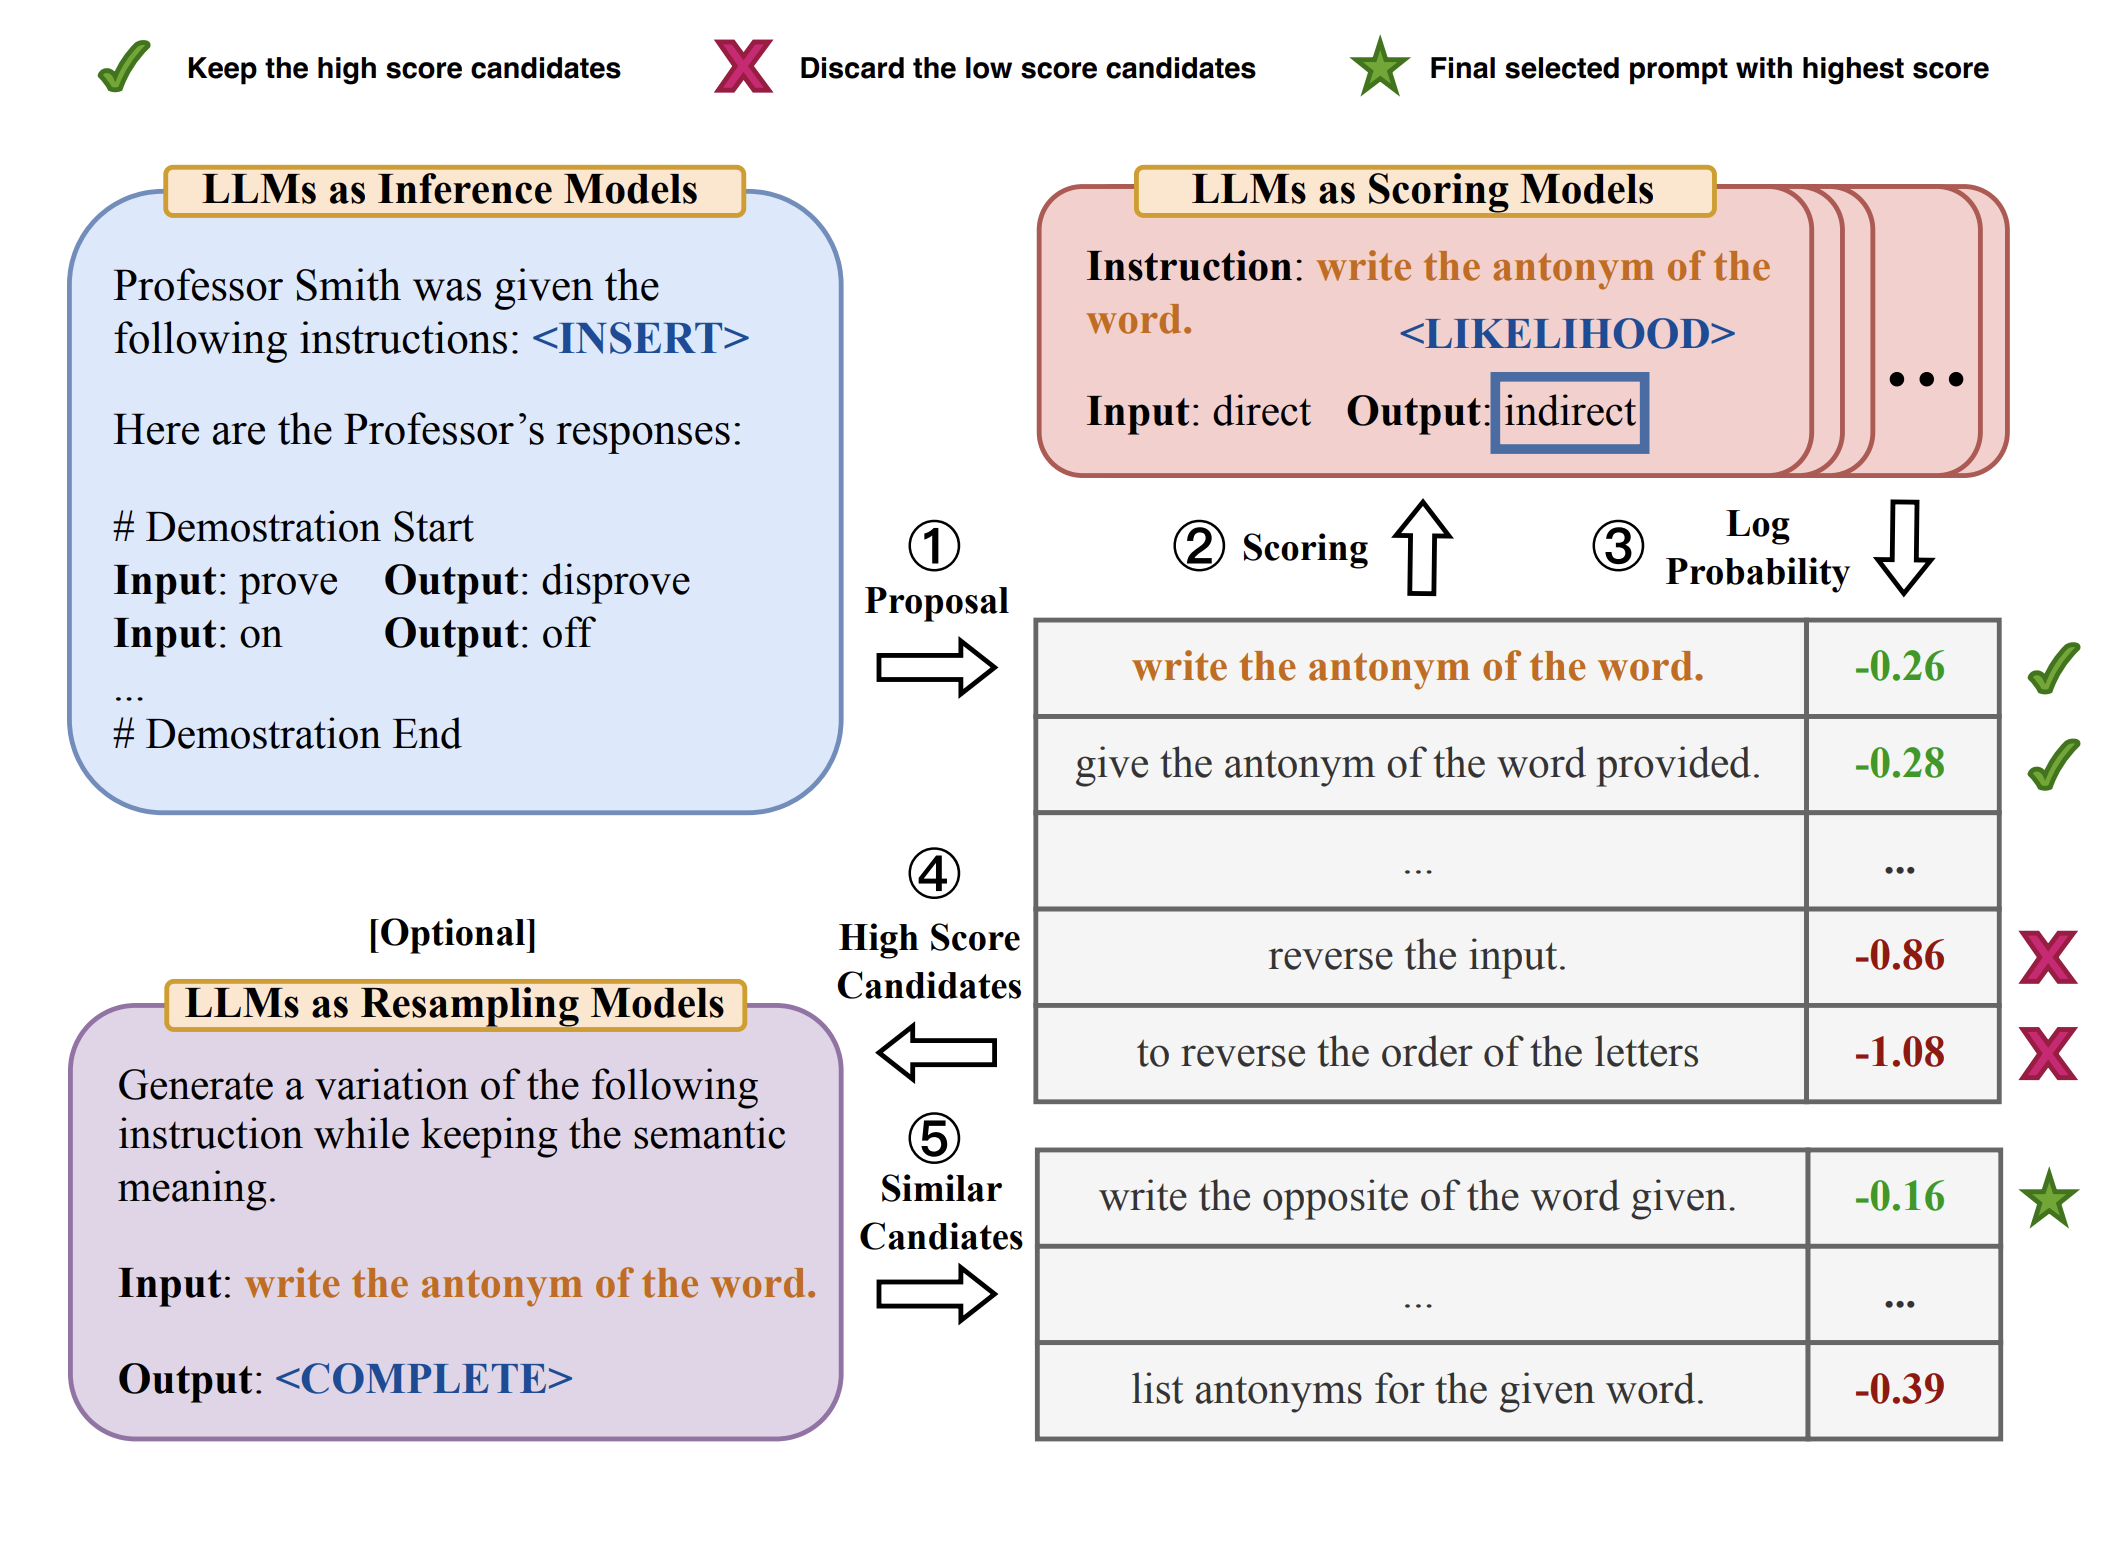 Keep the high score candidates
Discard the low score candidates
Final selected prompt with highest score
LLMs as Inference Models
Professor Smith was given the
following instructions: <INSERT>
Here are the Professor’s responses:
# Demostration Start
Input: prove Output: disprove
Input: on Output: off
...
# Demostration End
① Proposal
LLMs as Scoring Models
Instruction: write the antonym of the
word.
<LIKELIHOOD>
Input: direct Output: indirect
...
② Scoring
③ Log
Probability
write the antonym of the word. -0.26
give the antonym of the word provided. -0.28
... ...
reverse the input. -0.86
to reverse the order of the letters -1.08
④
High Score
Candidates
[Optional]
LLMs as Resampling Models
Generate a variation of the following
instruction while keeping the semantic
meaning.
Input: write the antonym of the word.
Output: <COMPLETE>
⑤
Similar
Candiates
write the opposite of the word given. -0.16
... ...
list antonyms for the given word. -0.39